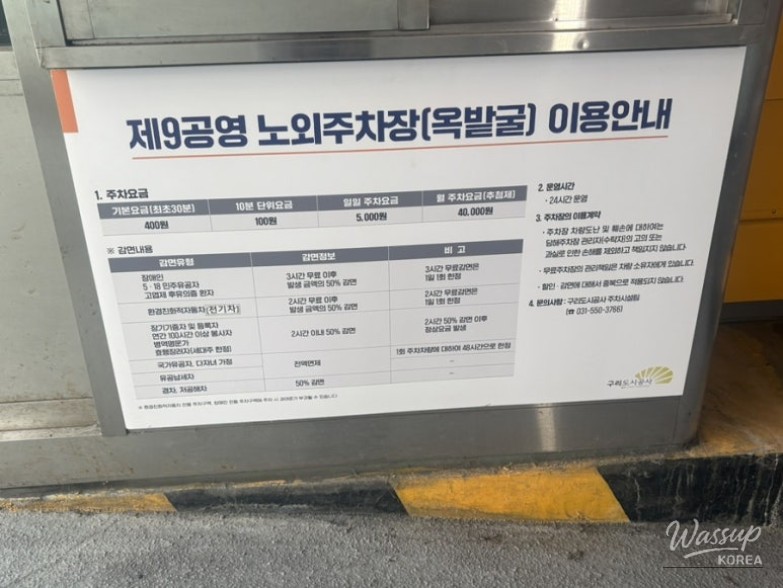 제9공영 노외주차장(옥발굴) 이용안내
1. 주차요금
기본요금(최초30분) 10분 단위요금 일일 주차요금 월 주차요금(추첨제)
400원 100원 5,000원 40,000원
※ 감면내용
감면유형 감면정보 비 고
장애인
5 · 18 민주유공자
고엽제 후유의증 환자
3시간 무료 이후
발생 금액의 50% 감면
3시간 무료감면은
1일 1회 한정
환경친화적자동차(전기차)
2시간 무료 이후
발생 금액의 50% 감면
2시간 무료감면은
1일 1회 한정
장기기증자 및 등록자
연간 100시간 이상 봉사자
병역명문가
효행장려자(세대주 한정)
2시간 이내 50% 감면
2시간 50% 감면 이후
정상요금 발생
국가유공자, 다자녀 가정
전액면제
1회 주차차량에 대하여 48시간으로 한정
유공납세자
–
경차, 저공해차
50% 감면
–
2. 운영시간
· 24시간 운영
3. 주차장의 이용계약
· 주차장 차량도난 및 훼손에 대하여는
당해주차장 관리자(수탁자)의 고의 또는
과실로 인한 손해를 제외하고 책임지지 않습니다.
· 무료주차장의 관리책임은 차량 소유자에게 있습니다.
· 할인 · 감면에 대해서 중복으로 적용되지 않습니다.
4. 문의사항 : 구리도시공사 주차시설팀
(☎ 031-550-3766)
구리도시공사
Wassup
KOREA